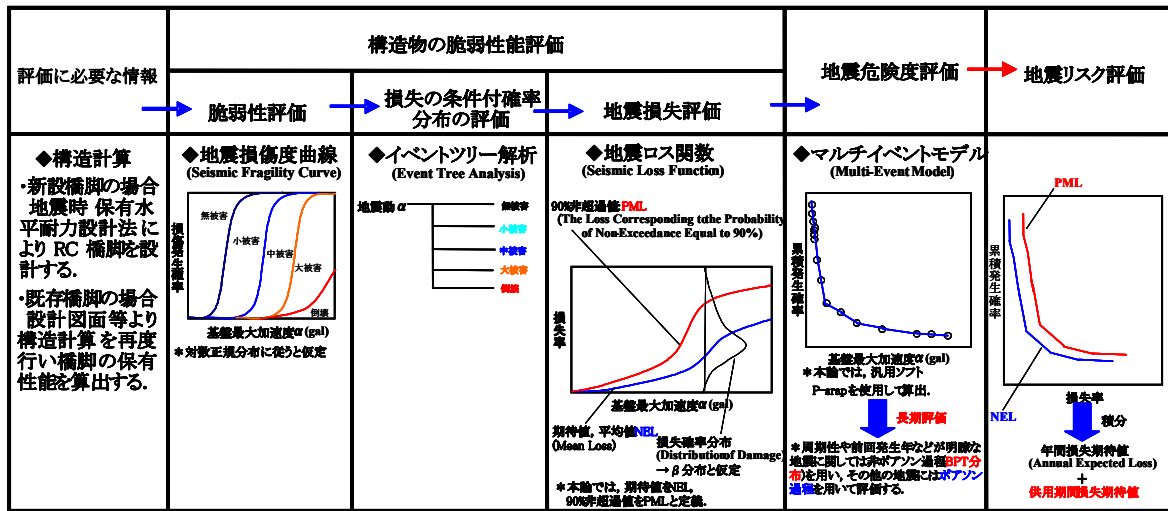 評価に必要な情報
構造物の脆弱性能評価
脆弱性評価
損失の条件付確率
分布の評価
地震損失評価
地震危険度評価
地震リスク評価
◆構造計算
・新設橋脚の場合
地震時保有水
平耐力設計法に
よりRC橋脚を設
計する.
・既存橋脚の場合
設計図面等より
構造計算を再度
行い橋脚の保有
性能を算出する.
◆地震損傷度曲線
(Seismic Fragility Curve)
損傷発生確率
無被害
小被害
中被害
大被害
倒壊
基盤最大加速度α(gal)
*対数正規分布に従うと仮定
◆イベントツリー解析
(Event Tree Analysis)
地震動α
無被害
小被害
中被害
大被害
倒壊
◆地震ロス関数
(Seismic Loss Function)
90%非超過値PML
(The Loss Corresponding tothe Probability
of Non-Exceedance Equal to 90%)
損失率
基盤最大加速度α(gal)
期待値,平均値NEL
(Mean Loss)
損失確率分布
(Distributionof Damage)
→ β分布と仮定
*本論では,期待値をNEL,
90%非超過値をPMLと定義.
◆マルチイベントモデル
(Multi-Event Model)
累積発生確率
基盤最大加速度α(gal)
*本論では,汎用ソフト
P-arapを使用して算出.
長期評価
*周期性や前回発生年などが明瞭な
地震に関しては非ポアソン過程BPT分
布)を用い,その他の地震にはポアソン
過程を用いて評価する.
PML
累積発生確率
NEL
損失率
積分
年間損失期待値
(Annual Expected Loss)
+
供用期間損失期待値